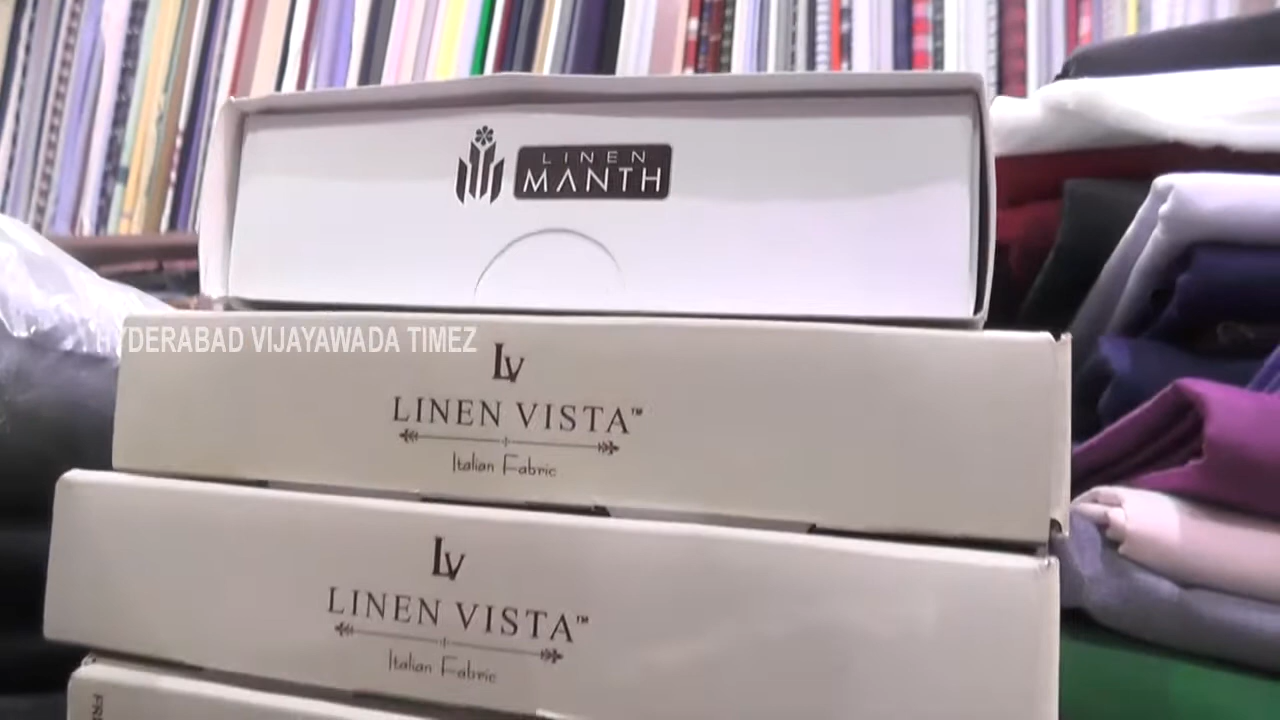 LINEN
MANTH
HYDERABAD VIJAYAWADA TIMEZ
LV
LINEN VISTA™
Italian Fabric
LV
LINEN VISTA™
Italian Fabric